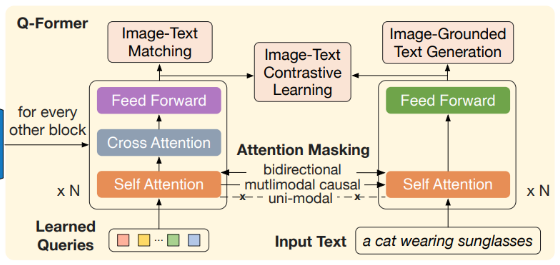 Q-Former
Image-Text
Matching
Image-Text
Contrastive
Learning
Image-Grounded
Text Generation
for every
other block
Feed Forward
Cross Attention
Self Attention
x N
Attention Masking
bidirectional
mutlimodal causal
uni-modal
x
x
Feed Forward
Self Attention
x N
Learned
Queries
...
Input Text
a cat wearing sunglasses